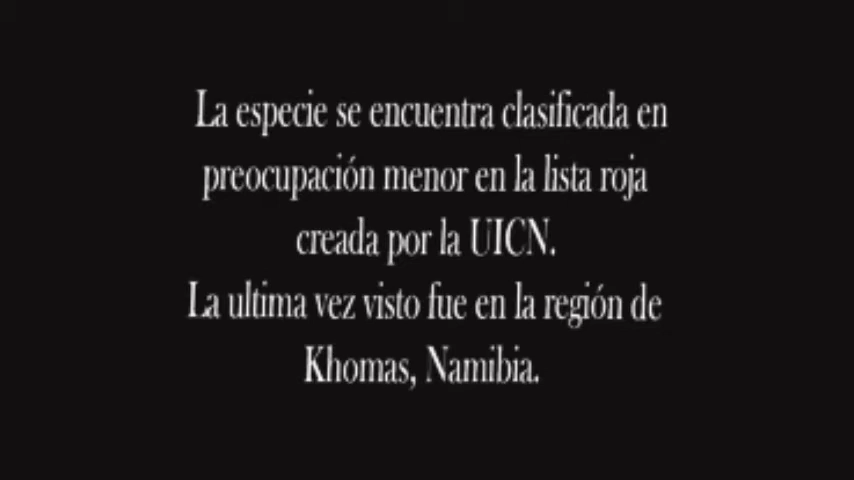 La especie se encuentra clasificada en
preocupación menor en la lista roja
creada por la UICN.
La ultima vez visto fue en la región de
Khomas, Namibia.